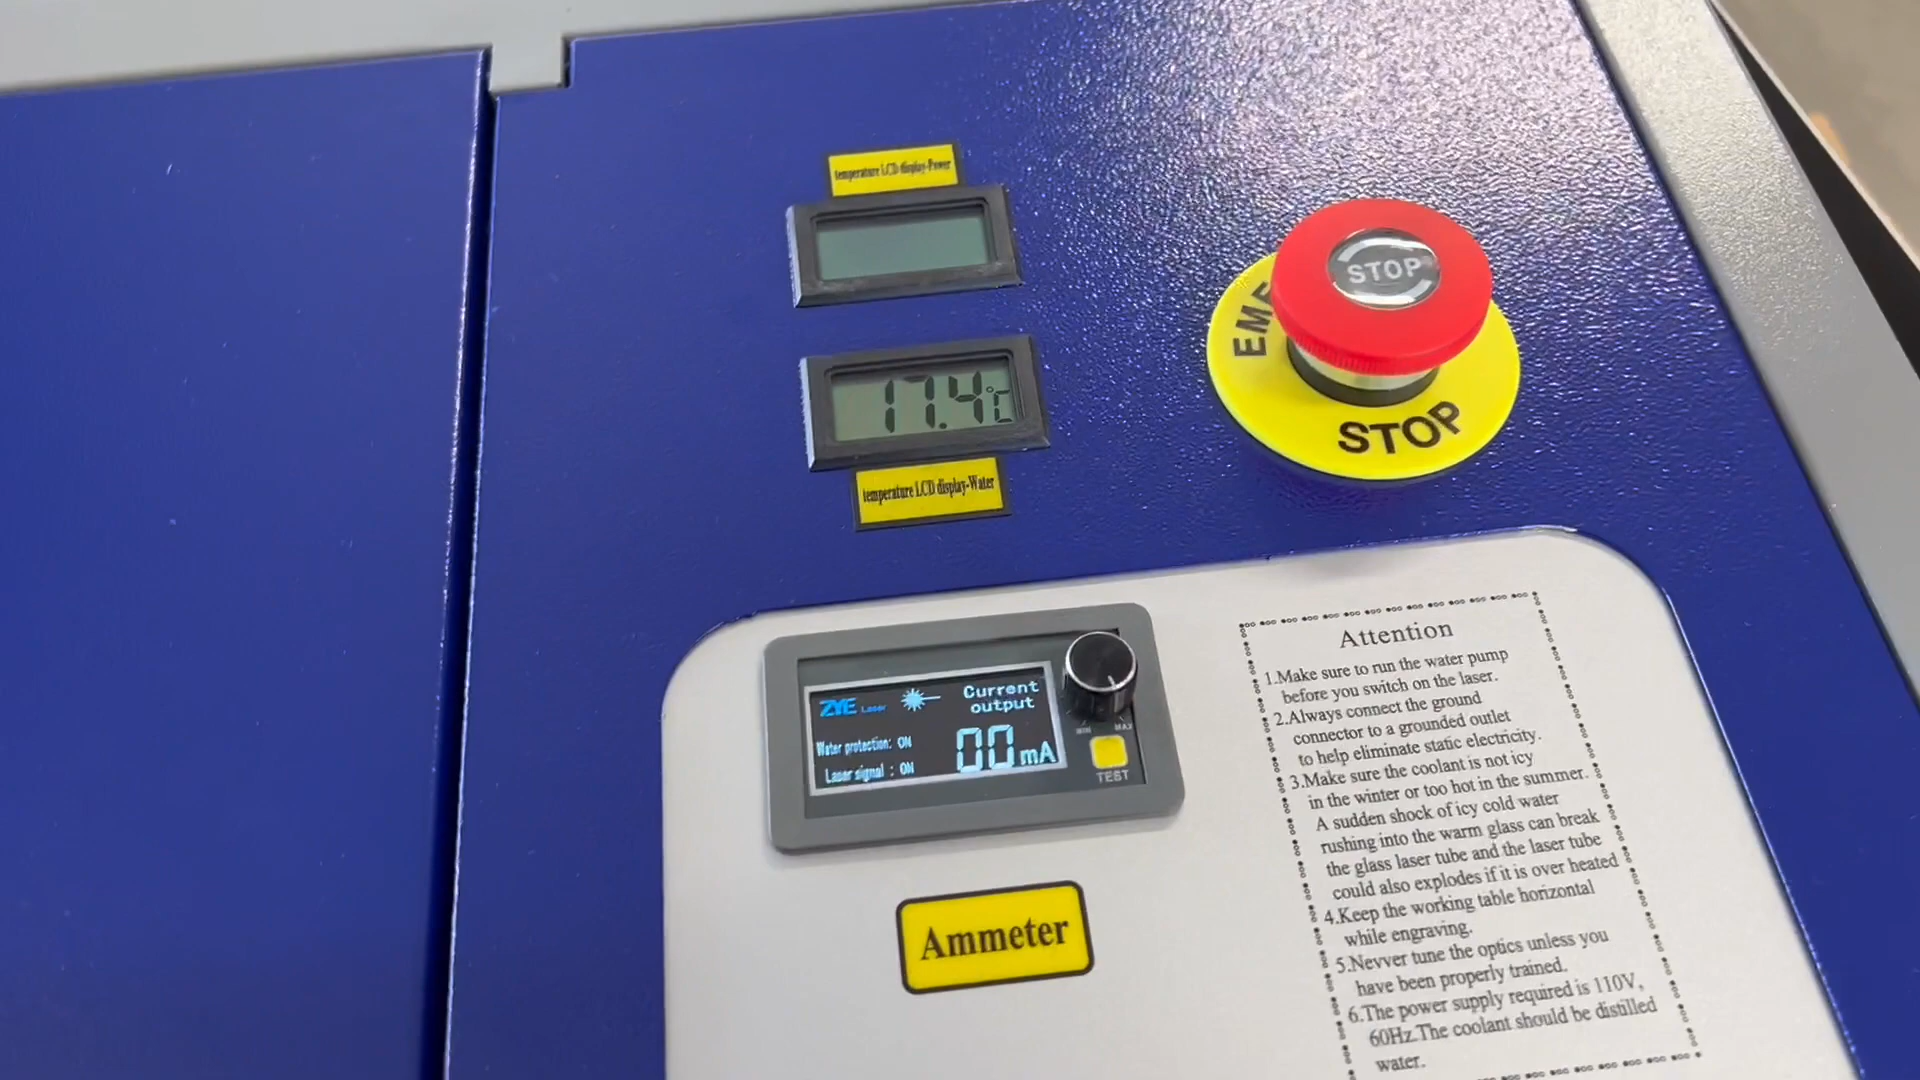 temperature LCD display-Power
STOP
EME
STOP
17.4°C
temperature LCD display-Water
ZYE Laser
Current
output
Water protection: ON
Laser signal : ON
00mA
MIN
MAX
TEST
Ammeter
Attention
1.Make sure to run the water pump
before you switch on the laser.
2.Always connect the ground
connector to a grounded outlet
to help eliminate static electricity.
3.Make sure the coolant is not icy
in the winter or too hot in the summer.
A sudden shock of icy cold water
rushing into the warm glass can break
the glass laser tube and the laser tube
could also explodes if it is over heated
4.Keep the working table horizontal
while engraving.
5.Nevver tune the optics unless you
have been properly trained.
6.The power supply required is 110V,
60Hz.The coolant should be distilled
water.